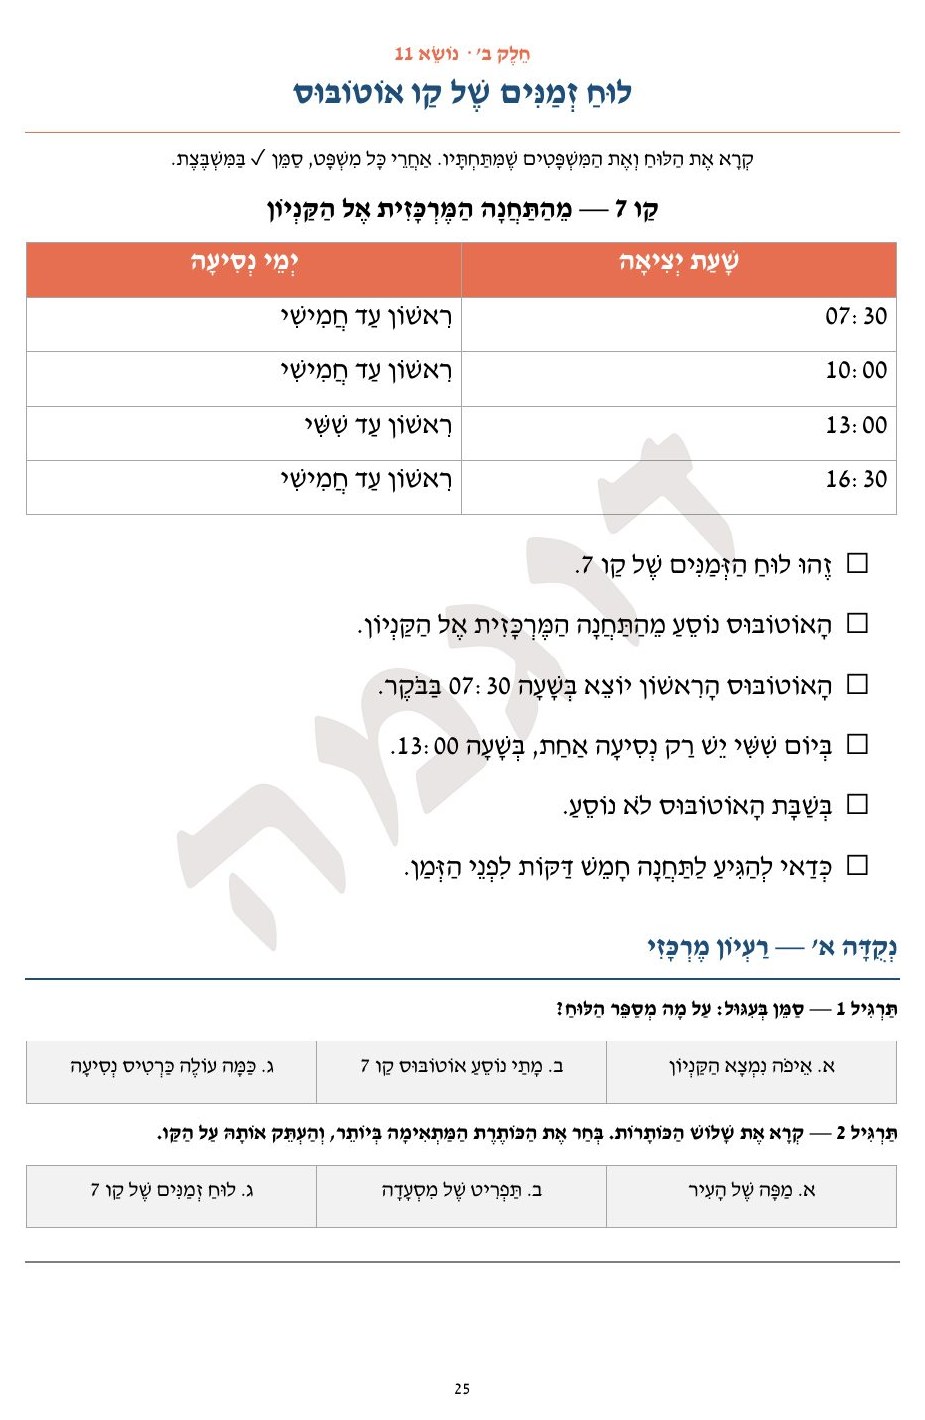 חֵלֶק ב׳ · נוֹשֵׂא 11
לוּחַ זְמַנִּים שֶׁל קַו אוֹטוֹבּוּס
קְרָא אֶת הַלּוּחַ וְאֶת הַמִּשְׁפָּטִים שֶׁמִּתַּחְתָּיו. אַחֲרֵי כָּל מִשְׁפָּט, סַמֵּן ✓ בַּמִּשְׁבֶּצֶת.
קַו 7 — מֵהַתַּחֲנָה הַמֶּרְכָּזִית אֶל הַקַּנְיוֹן
שְׁעַת יְצִיאָה יְמֵי נְסִיעָה
07:30 רִאשׁוֹן עַד חֲמִישִׁי
10:00 רִאשׁוֹן עַד חֲמִישִׁי
13:00 רִאשׁוֹן עַד שִׁשִּׁי
16:30 רִאשׁוֹן עַד חֲמִישִׁי
☐ זֶהוּ לוּחַ הַזְּמַנִּים שֶׁל קַו 7.
☐ הָאוֹטוֹבּוּס נוֹסֵעַ מֵהַתַּחֲנָה הַמֶּרְכָּזִית אֶל הַקַּנְיוֹן.
☐ הָאוֹטוֹבּוּס הָרִאשׁוֹן יוֹצֵא בְּשָׁעָה 07:30 בַּבֹּקֶר.
☐ בְּיוֹם שִׁשִּׁי יֵשׁ רַק נְסִיעָה אַחַת, בְּשָׁעָה 13:00.
☐ בְּשַׁבָּת הָאוֹטוֹבּוּס לֹא נוֹסֵעַ.
☐ כְּדַאי לְהַגִּיעַ לַתַּחֲנָה חָמֵשׁ דַּקּוֹת לִפְנֵי הַזְּמַן.
דוגמה
נְקֻדָּה א׳ — רַעְיוֹן מֶרְכָּזִי
תַּרְגִּיל 1 — סַמֵּן בְּעִגּוּל: עַל מָה מְסַפֵּר הַלּוּחַ?
א. אֵיפֹה נִמְצָא הַקַּנְיוֹן ב. מָתַי נוֹסֵעַ אוֹטוֹבּוּס קַו 7 ג. כַּמָּה עוֹלֶה כַּרְטִיס נְסִיעָה
תַּרְגִּיל 2 — קְרָא אֶת שְׁלוֹשׁ הַכּוֹתָרוֹת. בְּחַר אֶת הַכּוֹתֶרֶת הַמַּתְאִימָה בְּיוֹתֵר, וְהַעְתֵּק אוֹתָהּ עַל הַקַּו.
א. מַפָּה שֶׁל הָעִיר ב. תַּפְרִיט שֶׁל מִסְעָדָה ג. לוּחַ זְמַנִּים שֶׁל קַו 7
25